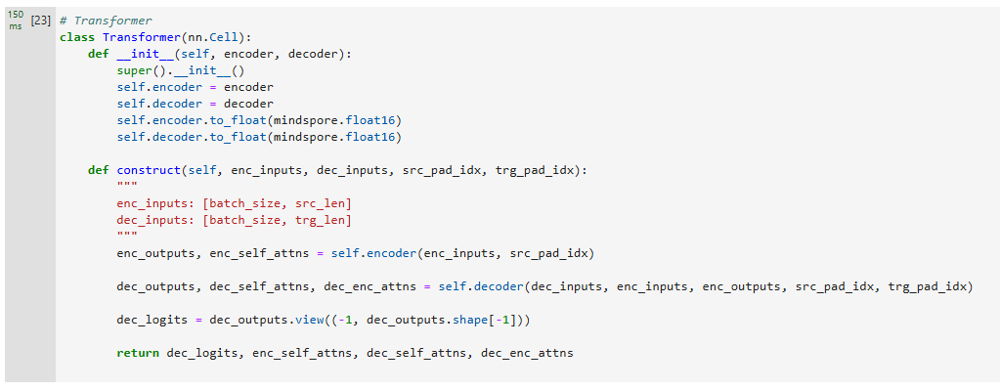 150
ms
[23]
# Transformer
class Transformer(nn.Cell):
    def __init__(self, encoder, decoder):
        super().__init__()
        self.encoder = encoder
        self.decoder = decoder
        self.encoder.to_float(mindspore.float16)
        self.decoder.to_float(mindspore.float16)

    def construct(self, enc_inputs, dec_inputs, src_pad_idx, trg_pad_idx):
        """
        enc_inputs: [batch_size, src_len]
        dec_inputs: [batch_size, trg_len]
        """
        enc_outputs, enc_self_attns = self.encoder(enc_inputs, src_pad_idx)

        dec_outputs, dec_self_attns, dec_enc_attns = self.decoder(dec_inputs, enc_inputs, enc_outputs, src_pad_idx, trg_pad_idx)

        dec_logits = dec_outputs.view((-1, dec_outputs.shape[-1]))

        return dec_logits, enc_self_attns, dec_self_attns, dec_enc_attns